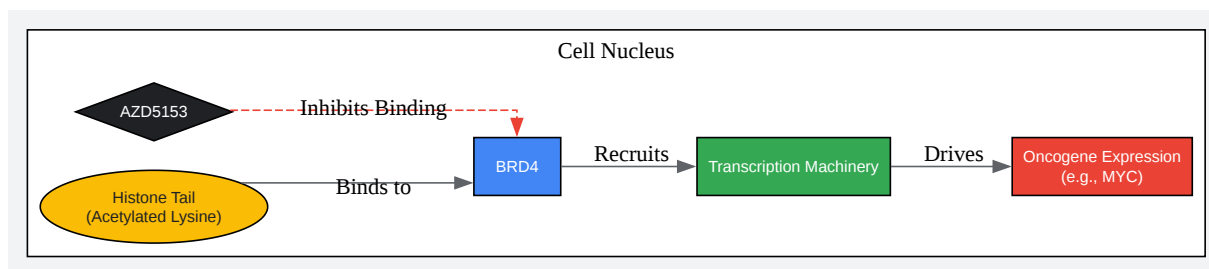 Cell Nucleus
AZD5153
Inhibits Binding
BRD4
Recruits
Transcription Machinery
Drives
Oncogene Expression
(e.g., MYC)
Binds to
Histone Tail
(Acetylated Lysine)